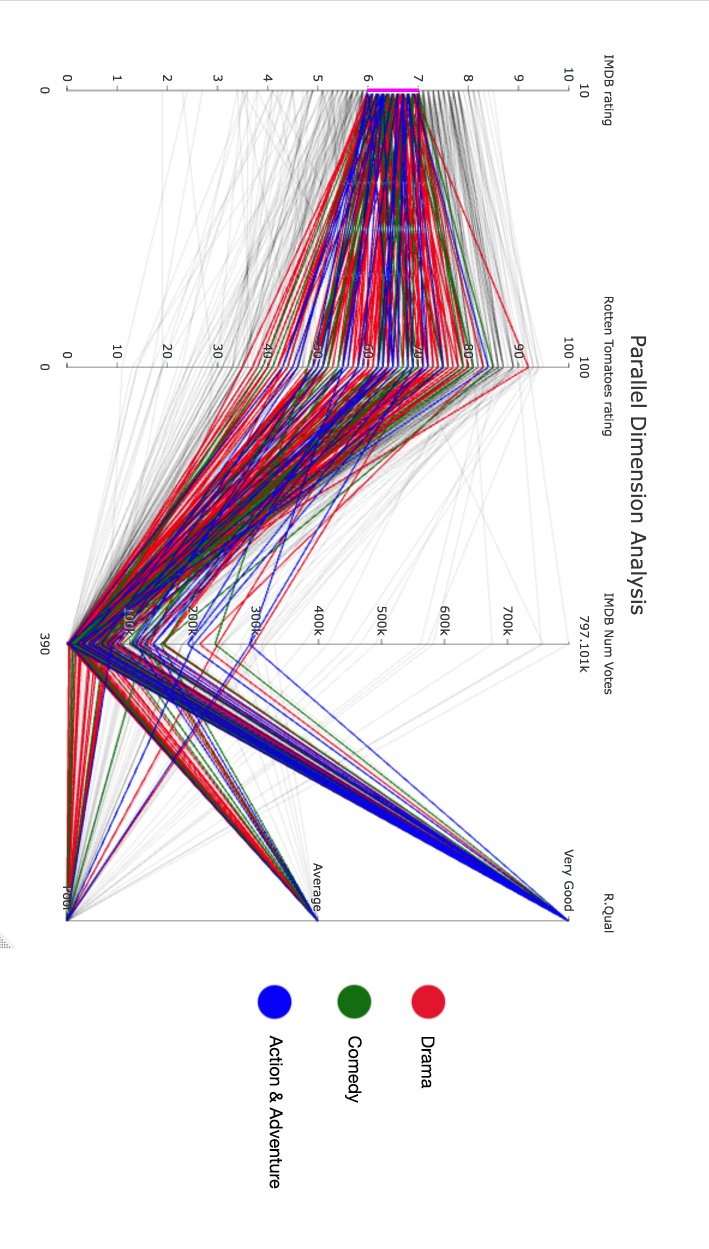 Parallel Dimension Analysis
IMDB rating
Rotten Tomatoes rating
IMDB Num Votes
R.Qual
10
10
9
8
7
6
5
4
3
2
1
0
0
100
100
90
80
70
60
50
40
30
20
10
0
0
797.101k
700k
600k
500k
400k
300k
200k
100k
390
Very Good
Average
Poor
Drama
Comedy
Action & Adventure